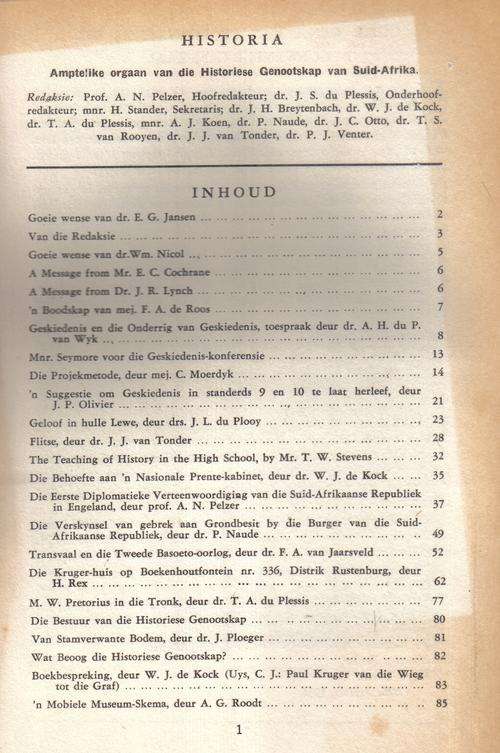 HISTORIA
Amptelike orgaan van die Historiese Genootskap van Suid-Afrika.
Redaksie: Prof. A. N. Pelzer, Hoofredakteur; dr. J. S. du Plessis, Onderhoof-
redakteur; mnr. H. Stander, Sekretaris; dr. J. H. Breytenbach, dr. W. J. de Kock,
dr. T. A. du Plessis, mnr. A. J. Koen, dr. P. Naude, dr. J. C. Otto, dr. T. S.
van Rooyen, dr. J. J. van Tonder, dr. P. J. Venter.
INHOUD
Goeie wense van dr. E. G. Jansen ... 2
Van die Redaksie ... 3
Goeie wense van dr.Wm. Nicol ... 5
A Message from Mr. E. C. Cochrane ... 6
A Message from Dr. J. R. Lynch ... 6
'n Boodskap van mej. F. A. de Roos ... 7
Geskiedenis en die Onderrig van Geskiedenis, toespraak deur dr. A. H. du P.
van Wyk ... 8
Mnr. Seymore voor die Geskiedenis-konferensie ... 13
Die Projekmetode, deur mej. C. Moerdyk ... 14
'n Suggestie om Geskiedenis in standerds 9 en 10 te laat herleef, deur
J. P. Olivier ... 21
Geloof in hulle Lewe, deur drs. J. L. du Plooy ... 23
Flitse, deur dr. J. J. van Tonder ... 28
The Teaching of History in the High School, by Mr. T. W. Stevens ... 32
Die Behoefte aan 'n Nasionale Prente-kabinet, deur dr. W. J. de Kock ... 35
Die Eerste Diplomatieke Verteenwoordigiag van die Suid-Afrikaanse Republiek
in Engeland, deur prof. A. N. Pelzer ... 37
Die Verskynsel van gebrek aan Grondbesit by die Burger van die Suid-
Afrikaanse Republiek, deur dr. P. Naude ... 49
Transvaal en die Tweede Basoeto-oorlog, deur dr. F. A. van Jaarsveld ... 52
Die Kruger-huis op Boekenhoutfontein nr. 336, Distrik Rustenburg, deur
H. Rex ... 62
M. W. Pretorius in die Tronk, deur dr. T. A. du Plessis ... 77
Die Bestuur van die Historiese Genootskap ... 80
Van Stamverwante Bodem, deur dr. J. Ploeger ... 81
Wat Beoog die Historiese Genootskap? ... 82
Boekbespreking, deur W. J. de Kock (Uys, C. J.: Paul Kruger van die Wieg
tot die Graf) ... 83
'n Mobiele Museum-Skema, deur A. G. Roodt ... 85
1